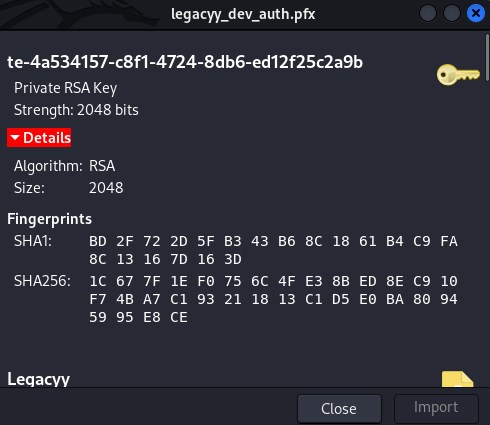 legacyy_dev_auth.pfx
te-4a534157-c8f1-4724-8db6-ed12f25c2a9b
Private RSA Key
Strength: 2048 bits
Details
Algorithm: RSA
Size: 2048
Fingerprints
SHA1: BD 2F 72 2D 5F B3 43 B6 8C 18 61 B4 C9 FA
8C 13 16 7D 16 3D
SHA256: 1C 67 7F 1E F0 75 6C 4F E3 8B ED 8E C9 10
F7 4B A7 C1 93 21 18 13 C1 D5 E0 BA 80 94
59 95 E8 CE
Legacyy
Close Import